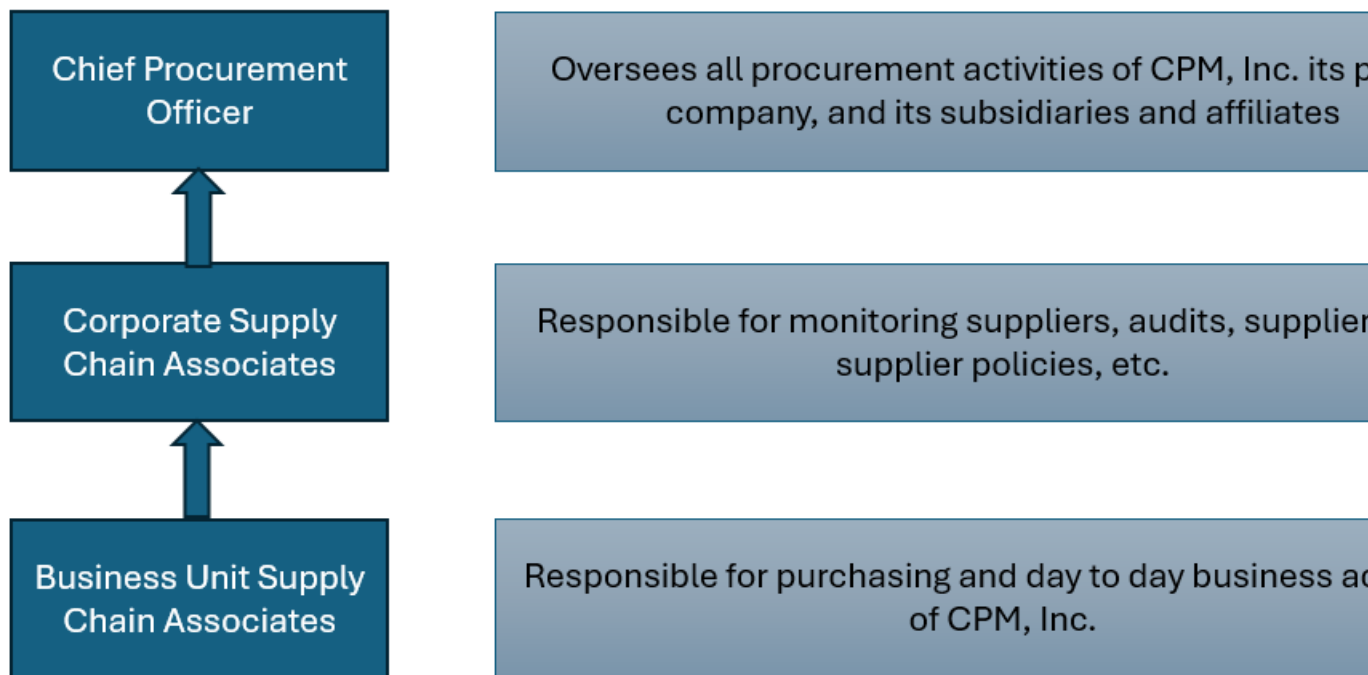 Chief Procurement
Officer
Oversees all procurement activities of CPM, Inc. its
company, and its subsidiaries and affiliates
Corporate Supply
Chain Associates
Responsible for monitoring suppliers, audits, supplier
supplier policies, etc.
Business Unit Supply
Chain Associates
Responsible for purchasing and day to day business
of CPM, Inc.